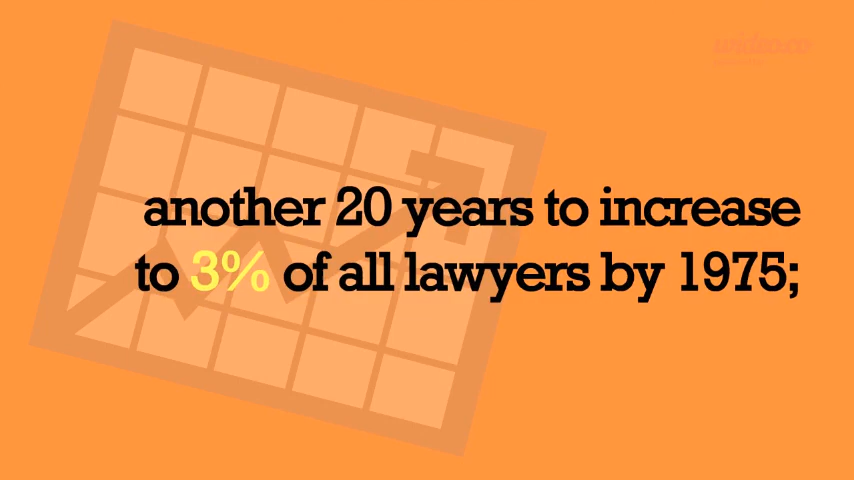 another 20 years to increase
to 3% of all lawyers by 1975;